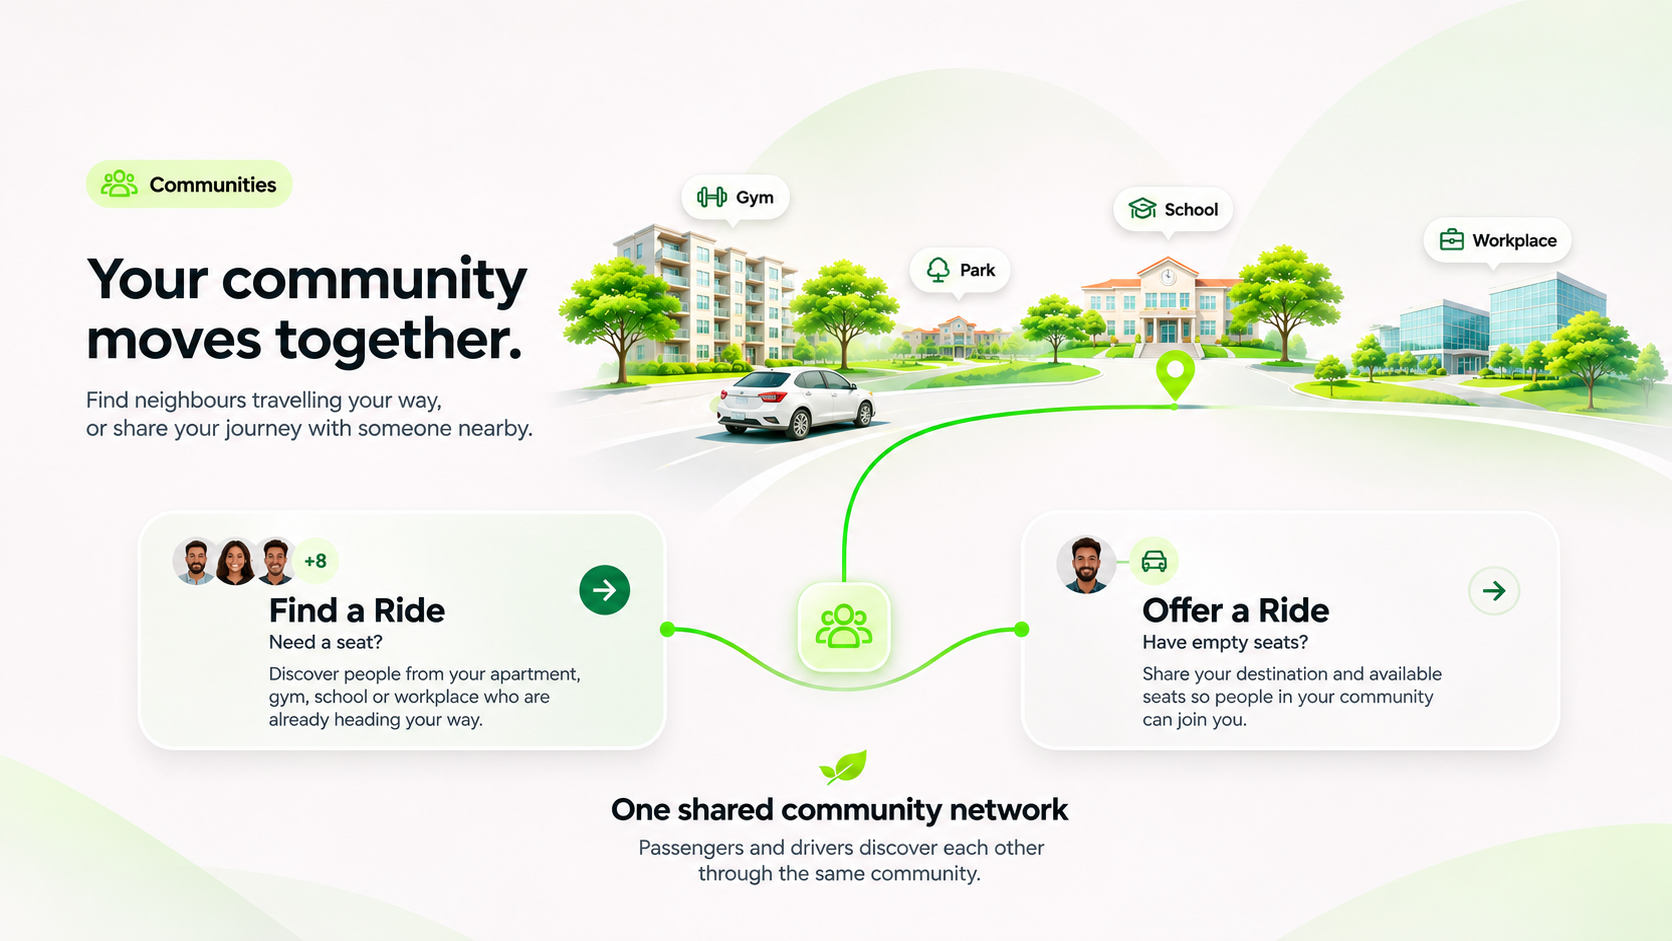 Communities
Your community
moves together.
Find neighbours travelling your way,
or share your journey with someone nearby.
Gym
Park
School
Workplace
+8
Find a Ride
Need a seat?
Discover people from your apartment,
gym, school or workplace who are
already heading your way.
Offer a Ride
Have empty seats?
Share your destination and available
seats so people in your community
can join you.
One shared community network
Passengers and drivers discover each other
through the same community.